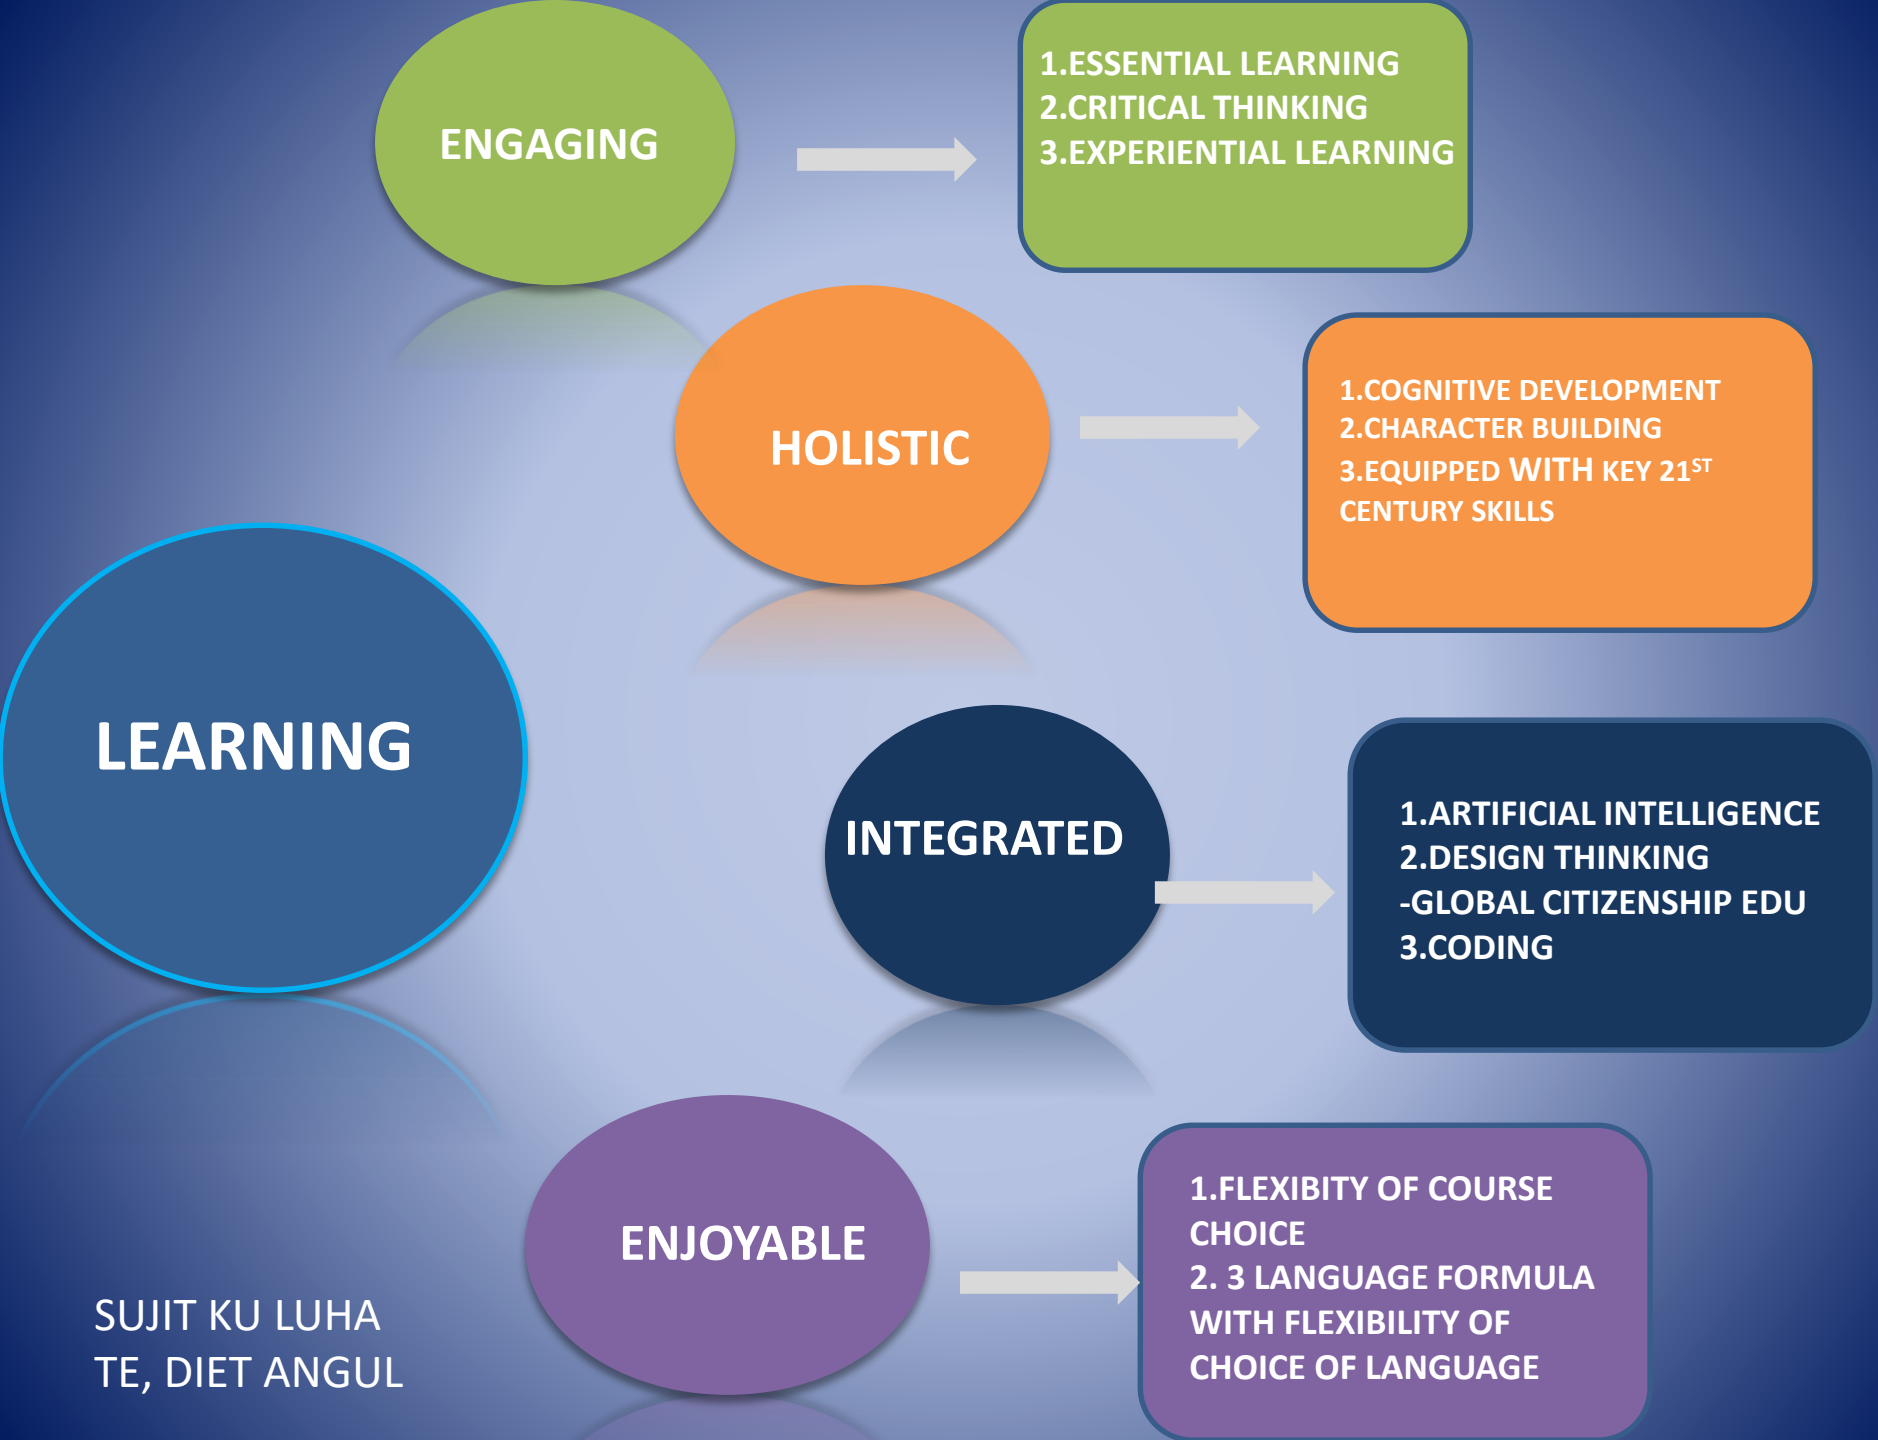 ENGAGING
1.ESSENTIAL LEARNING
2.CRITICAL THINKING
3.EXPERIENTIAL LEARNING
HOLISTIC
1.COGNITIVE DEVELOPMENT
2.CHARACTER BUILDING
3.EQUIPPED WITH KEY 21ST
CENTURY SKILLS
LEARNING
INTEGRATED
1.ARTIFICIAL INTELLIGENCE
2.DESIGN THINKING
-GLOBAL CITIZENSHIP EDU
3.CODING
ENJOYABLE
1.FLEXIBITY OF COURSE
CHOICE
2. 3 LANGUAGE FORMULA
WITH FLEXIBILITY OF
CHOICE OF LANGUAGE
SUJIT KU LUHA
TE, DIET ANGUL